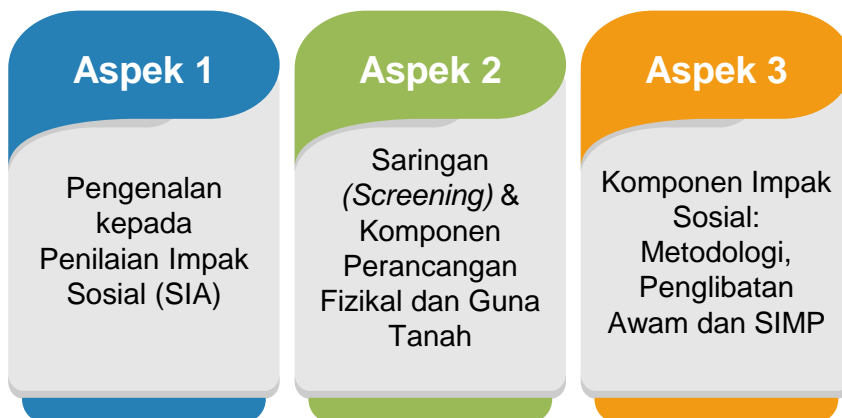 Aspek 1
Pengenalan
kepada
Penilaian Impak
Sosial (SIA)
Aspek 2
Saringan
(Screening) &
Komponen
Perancangan
Fizikal dan Guna
Tanah
Aspek 3
Komponen Impak
Sosial:
Metodologi,
Penglibatan
Awam dan SIMP